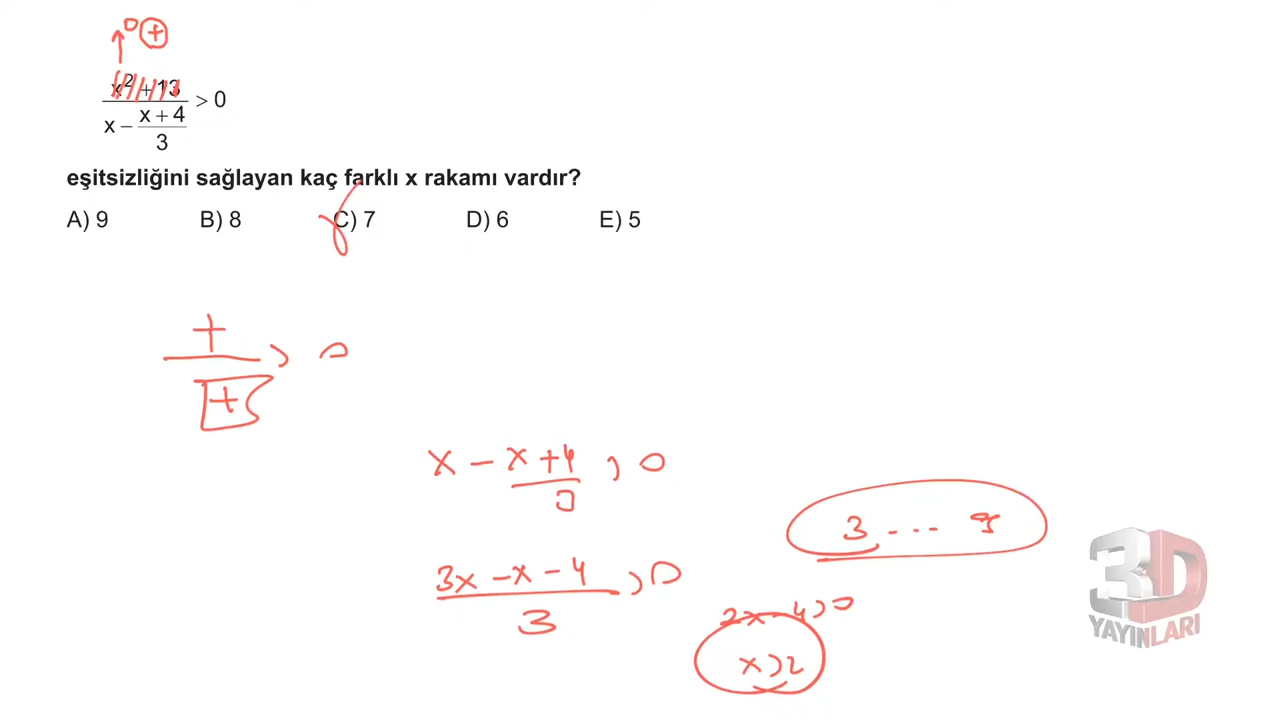 0 +
x² + 13
x − x + 4 > 0
3
eşitsizliğini sağlayan kaç farklı x rakamı vardır?
A) 9 B) 8 C) 7 D) 6 E) 5
+
+ > 0
x − x + 4 > 0
3
3 ... 9
3x − x − 4 > 0
3
2x − 4 > 0
x > 2
3D
YAYINLARI